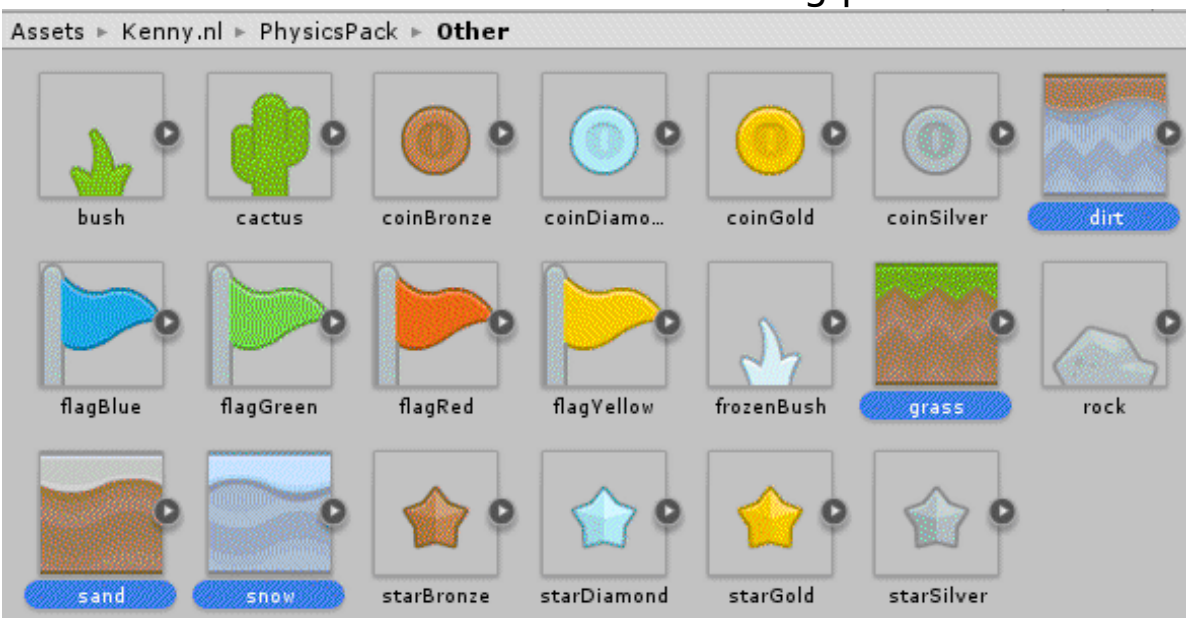 Assets ▸ Kenny.nl ▸ PhysicsPack ▸ Other
bush cactus coinBronze coinDiamo... coinGold coinSilver dirt
flagBlue flagGreen flagRed flagYellow frozenBush grass rock
sand snow starBronze starDiamond starGold starSilver